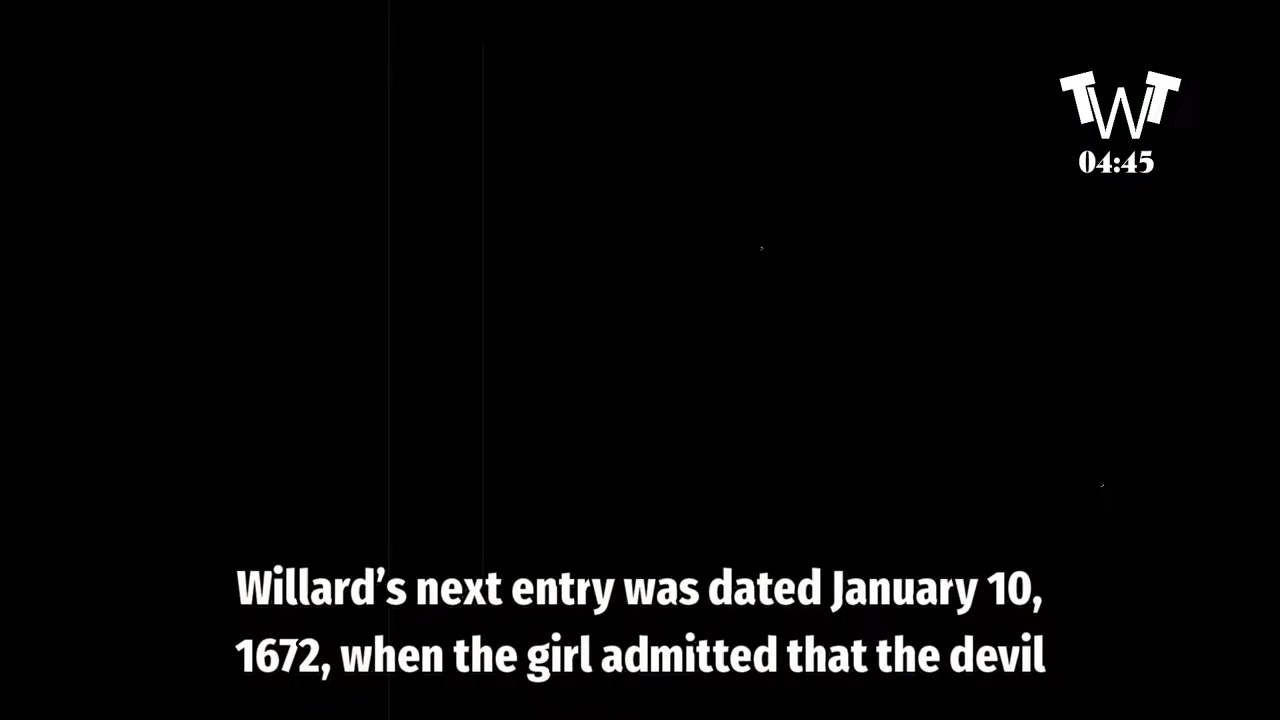 TWT
04:45
Willard’s next entry was dated January 10,
1672, when the girl admitted that the devil